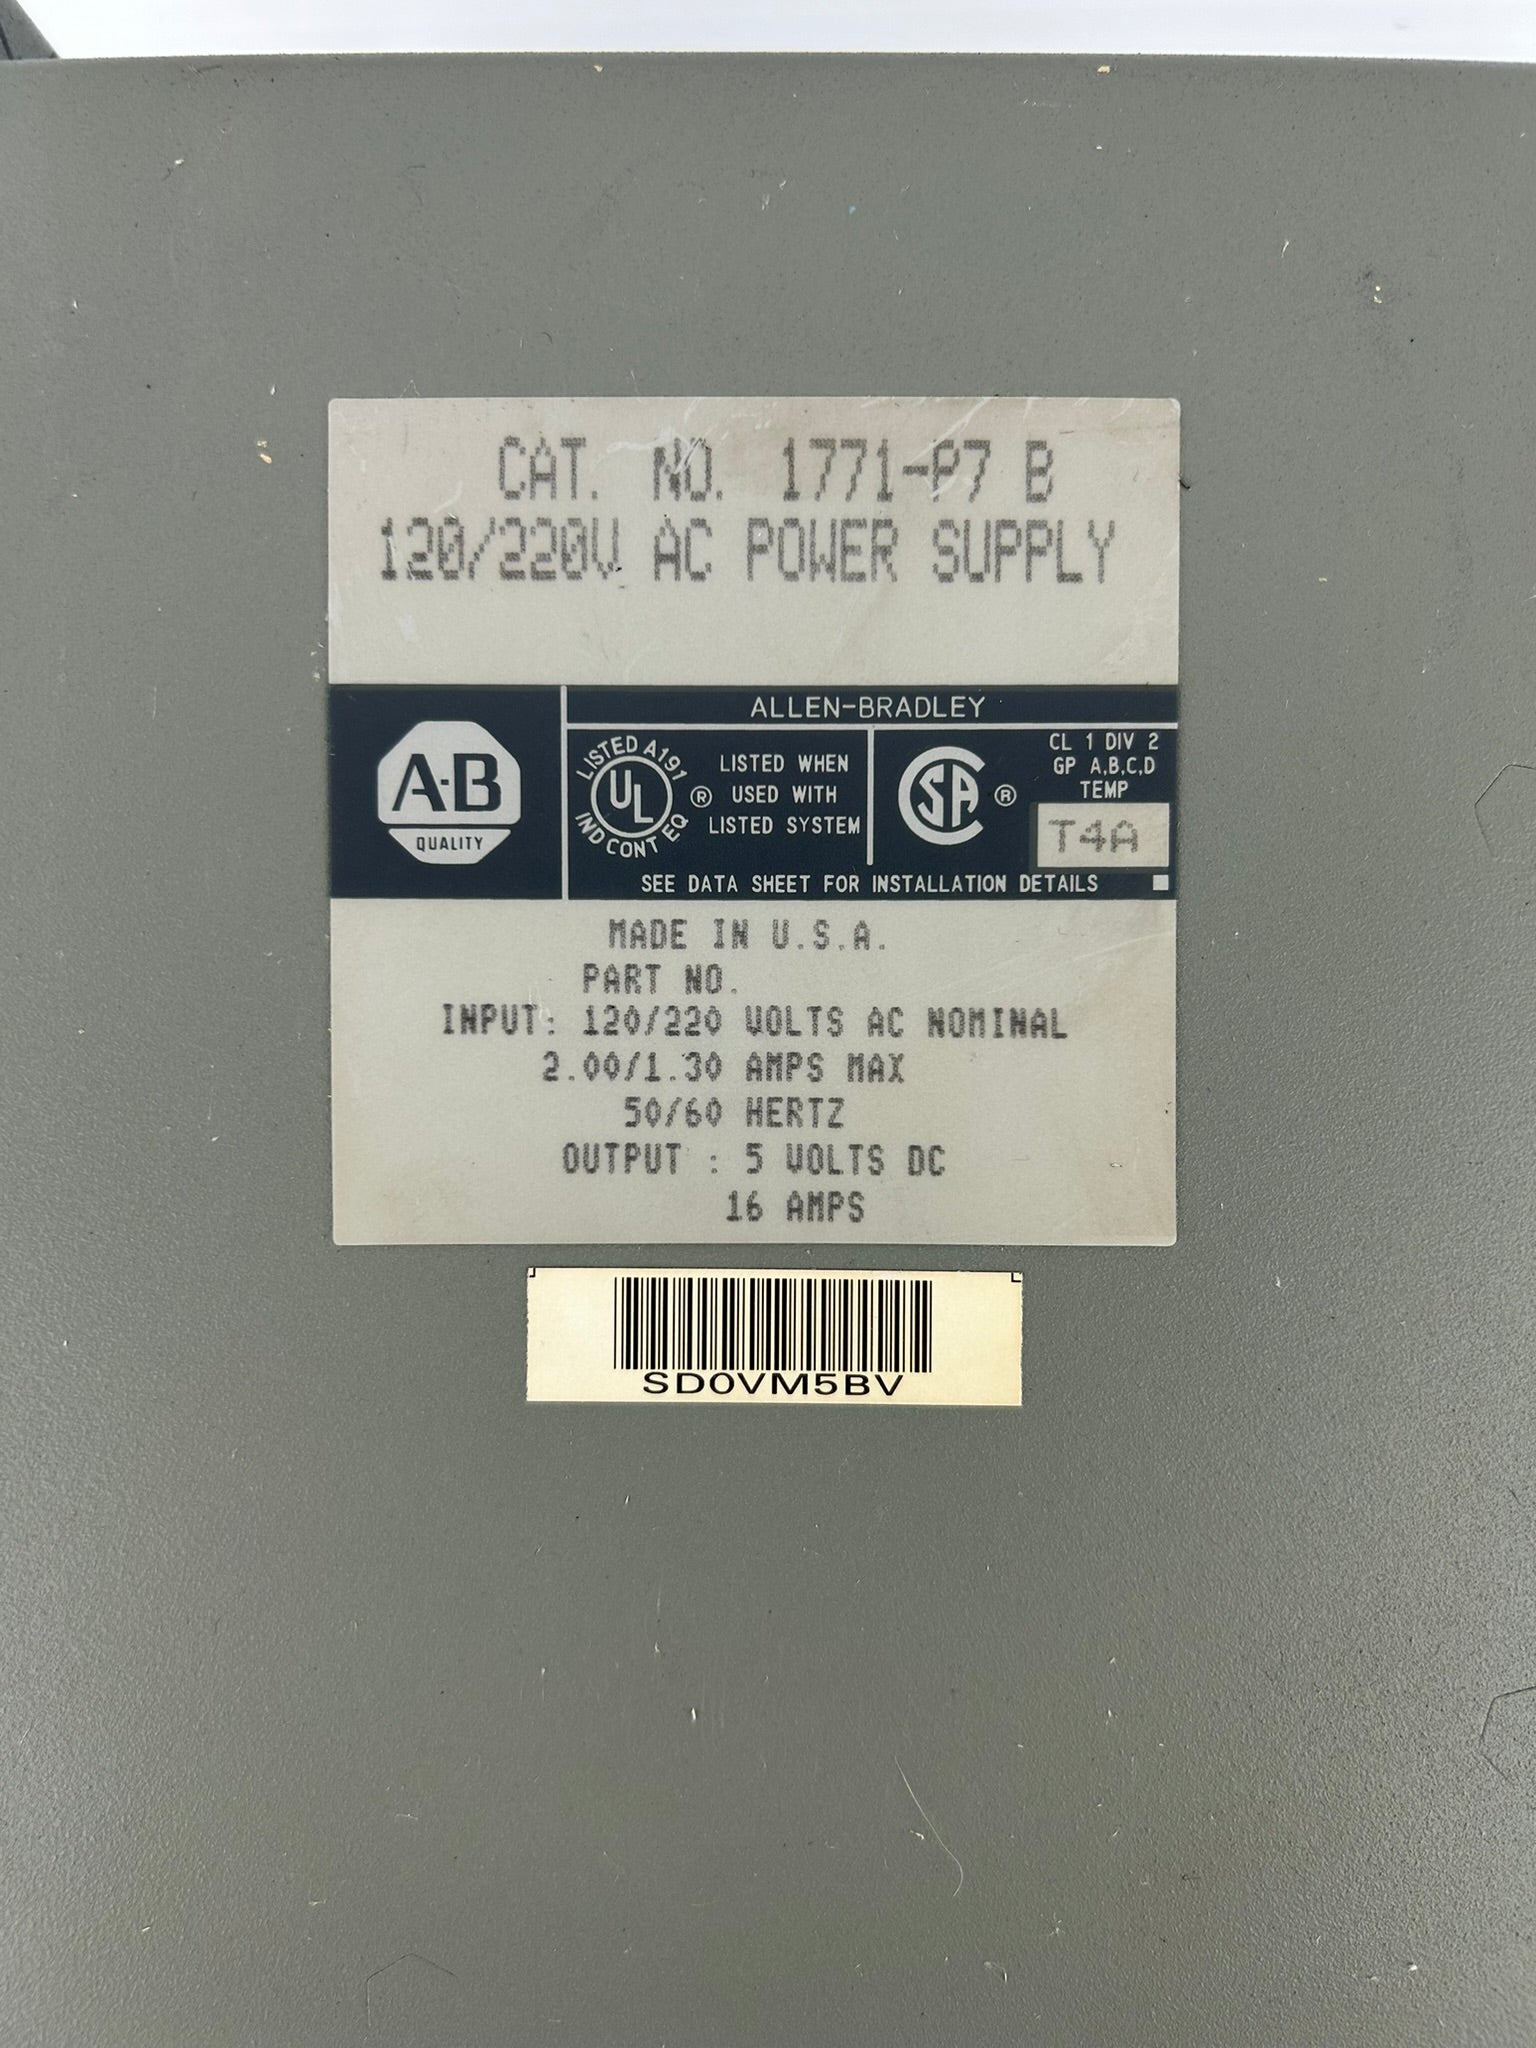 CAT. NO. 1771-P7 B
120/220V AC POWER SUPPLY
ALLEN-BRADLEY
A-B
QUALITY
LISTED A191
UL
®
IND CONT EQ
LISTED WHEN
USED WITH
LISTED SYSTEM
CSA
®
CL 1 DIV 2
GP A,B,C,D
TEMP
T4A
SEE DATA SHEET FOR INSTALLATION DETAILS
MADE IN U.S.A.
PART NO.
INPUT: 120/220 VOLTS AC NOMINAL
2.00/1.30 AMPS MAX
50/60 HERTZ
OUTPUT : 5 VOLTS DC
16 AMPS
SD0VM5BV